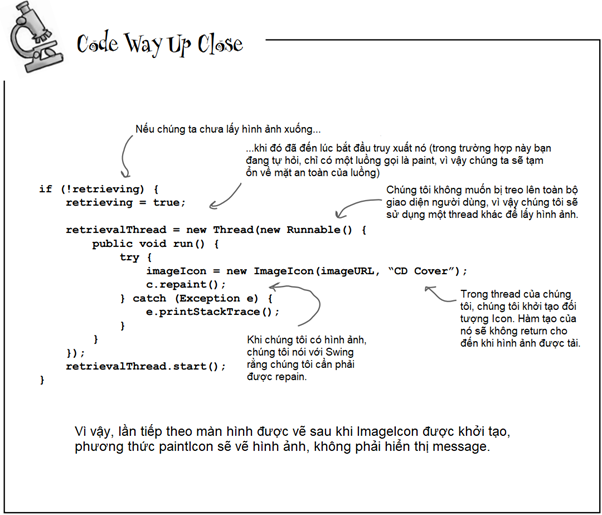 Code Way Up Close
Nếu chúng ta chưa lấy hình ảnh xuống...
...khi đó đã đến lúc bắt đầu truy xuất nó (trong trường hợp này bạn
đang tự hỏi, chỉ có một luồng gọi là paint, vì vậy chúng ta sẽ tạm
ổn về mặt an toàn của luồng)
if (!retrieving) {
retrieving = true;
Chúng tôi không muốn bị treo lên toàn bộ
giao diện người dùng, vì vậy chúng tôi sẽ
sử dụng một thread khác để lấy hình ảnh.
retrievalThread = new Thread(new Runnable() {
public void run() {
try {
imageIcon = new ImageIcon(imageURL, “CD Cover”);
c.repaint();
} catch (Exception e) {
e.printStackTrace();
}
}
});
retrievalThread.start();
}
Trong thread của chúng
tôi, chúng tôi khởi tạo đối
tượng Icon. Hàm tạo của
nó sẽ không return cho
đến khi hình ảnh được tải.
Khi chúng tôi có hình ảnh,
chúng tôi nói với Swing
rằng chúng tôi cần phải
được repain.
Vì vậy, lần tiếp theo màn hình được vẽ sau khi ImageIcon được khởi tạo,
phương thức paintIcon sẽ vẽ hình ảnh, không phải hiển thị message.